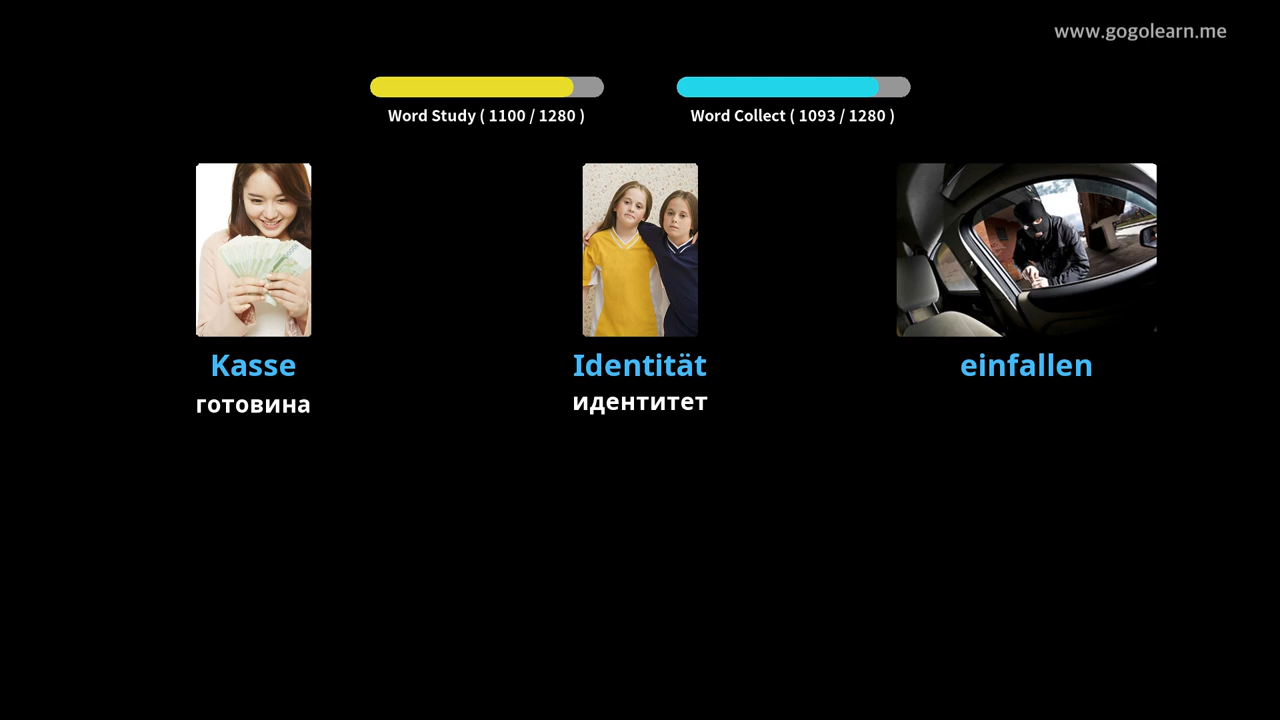 www.gogolearn.me
Word Study ( 1100 / 1280 )
Word Collect ( 1093 / 1280 )
Kasse
готовина
Identität
идентитет
einfallen